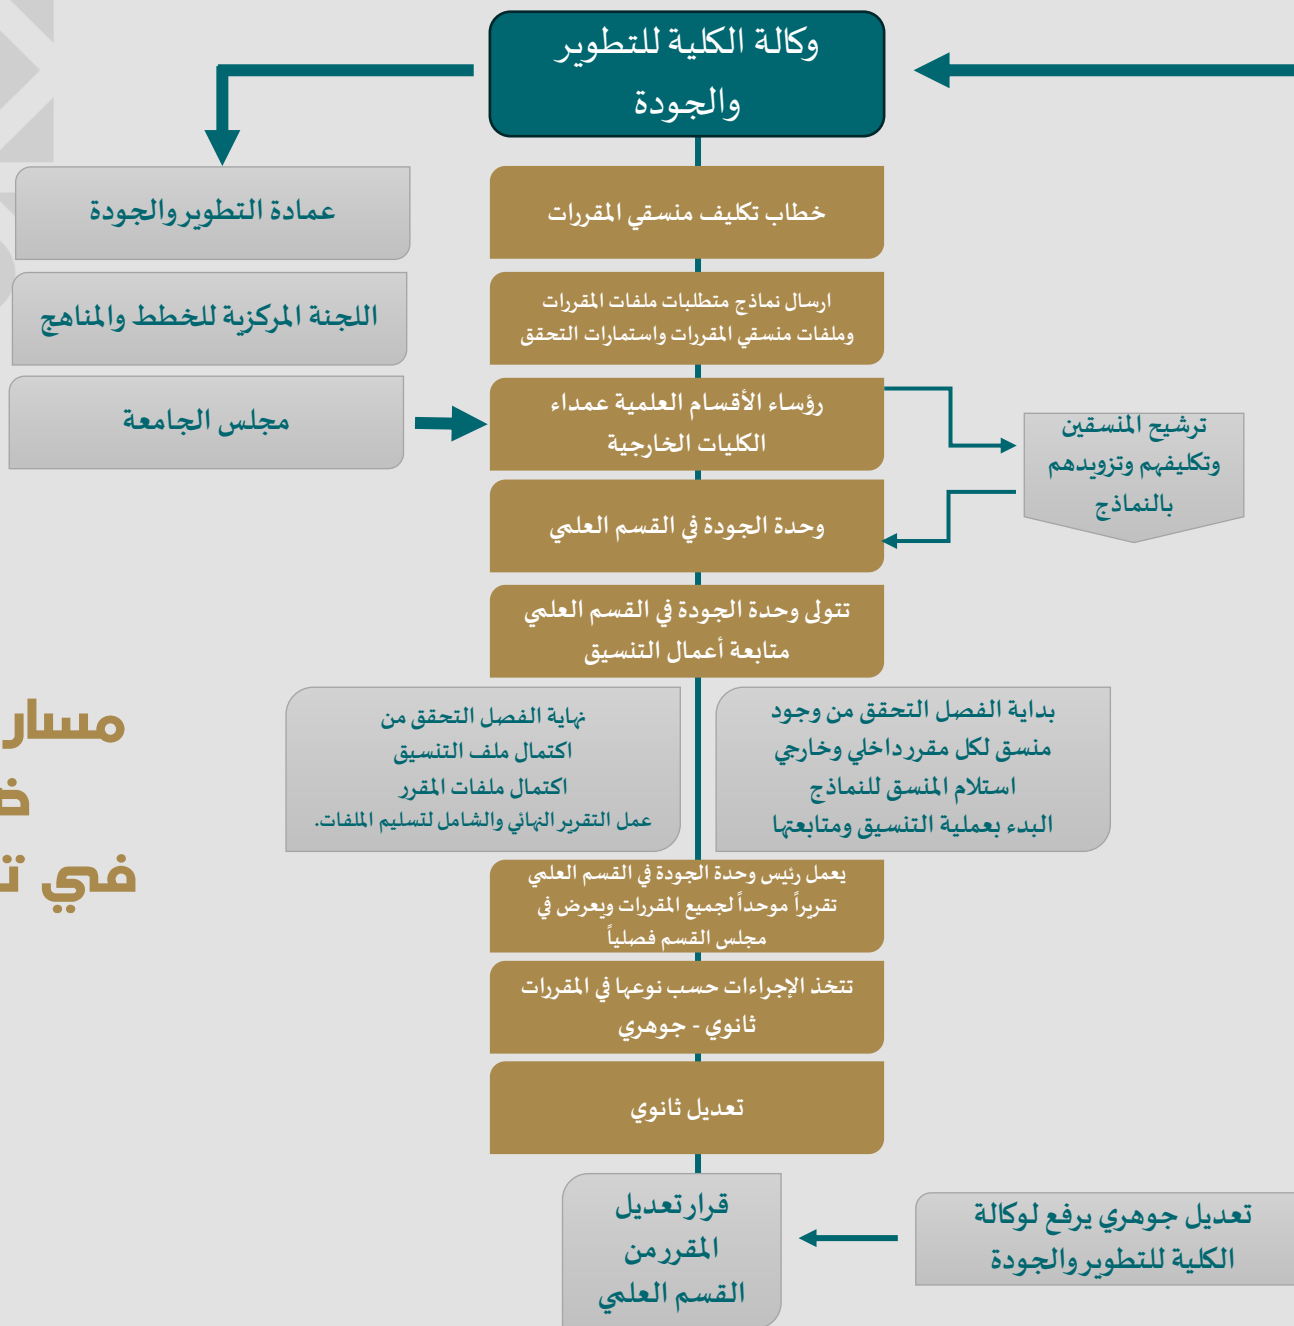 وكالة الكلية للتطوير
والجودة
عمادة التطوير والجودة
اللجنة المركزية للخطط والمناهج
مجلس الجامعة
خطاب تكليف منسقي المقررات
ارسال نماذج متطلبات ملفات المقررات
وملفات منسقي المقررات واستمارات التحقق
رؤساء الأقسام العلمية عمداء
الكليات الخارجية
ترشيح المنسقين
وتكليفهم وتزويدهم
بالنماذج
وحدة الجودة في القسم العلمي
تتولى وحدة الجودة في القسم العلمي
متابعة أعمال التنسيق
بداية الفصل التحقق من وجود
منسق لكل مقرر داخلي وخارجي
استلام المنسق للنماذج
البدء بعملية التنسيق ومتابعتها
نهاية الفصل التحقق من
اكتمال ملف التنسيق
اكتمال ملفات المقرر
عمل التقرير النهائي والشامل لتسليم الملفات.
مسار
في
يعمل رئيس وحدة الجودة في القسم العلمي
تقريراً موحداً لجميع المقررات ويعرض في
مجلس القسم فصلياً
تتخذ الإجراءات حسب نوعها في المقررات
ثانوي - جوهري
تعديل ثانوي
قرار تعديل
المقرر من
القسم العلمي
تعديل جوهري يرفع لوكالة
الكلية للتطوير والجودة